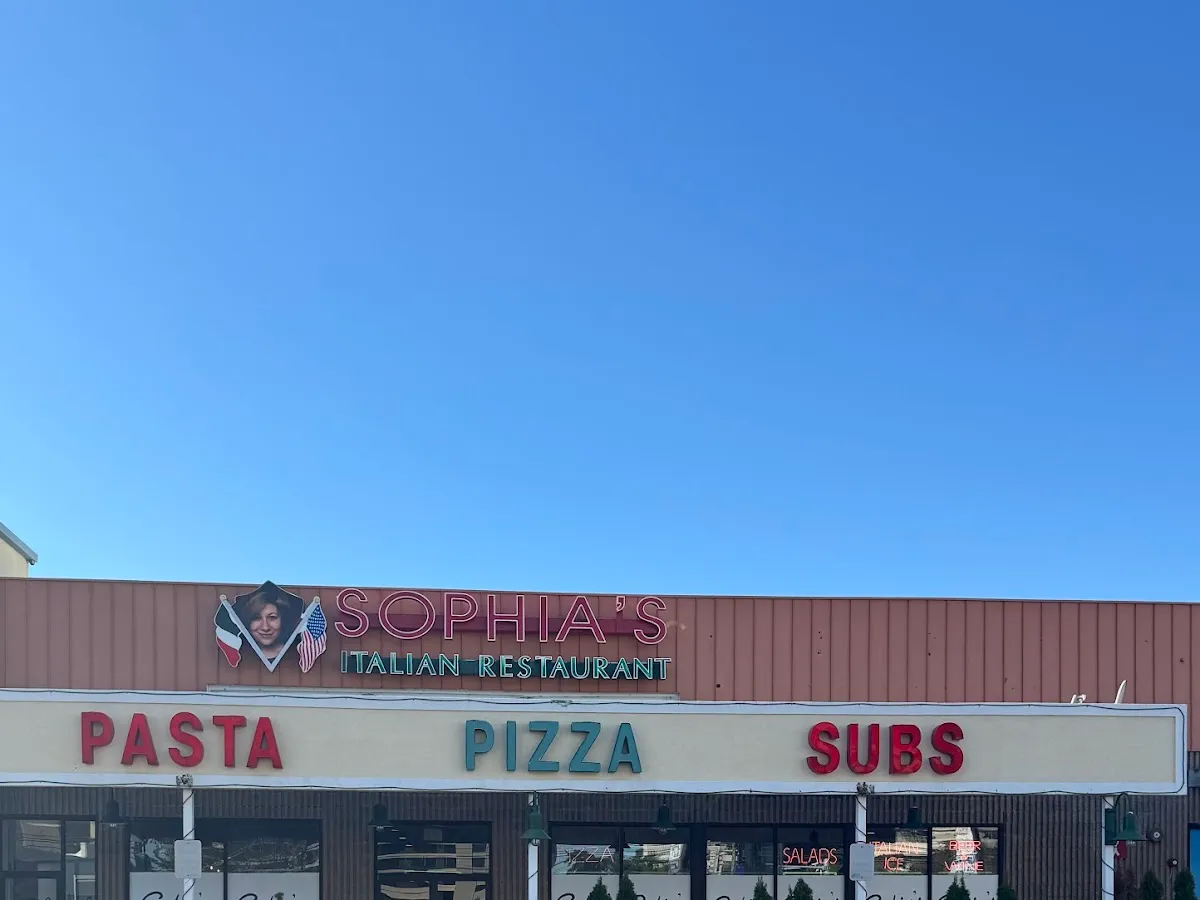 SOPHIA'S
ITALIAN RESTAURANT
PASTA PIZZA SUBS
PIZZA
SALADS
ITALIAN
ICE
BEER
&
WINE